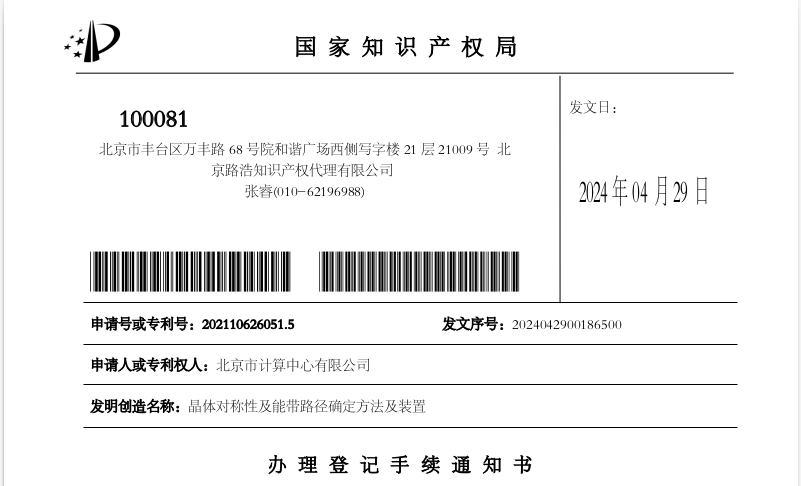 国家知识产权局
100081
北京市丰台区万丰路 68 号院和谐广场西侧写字楼 21 层 21009 号 北
京路浩知识产权代理有限公司
张睿(010-62196988)
发文日：
2024年04月29日
申请号或专利号：202110626051.5
发文序号：2024042900186500
申请人或专利权人：北京市计算中心有限公司
发明创造名称：晶体对称性及能带路径确定方法及装置
办理登记手续通知书